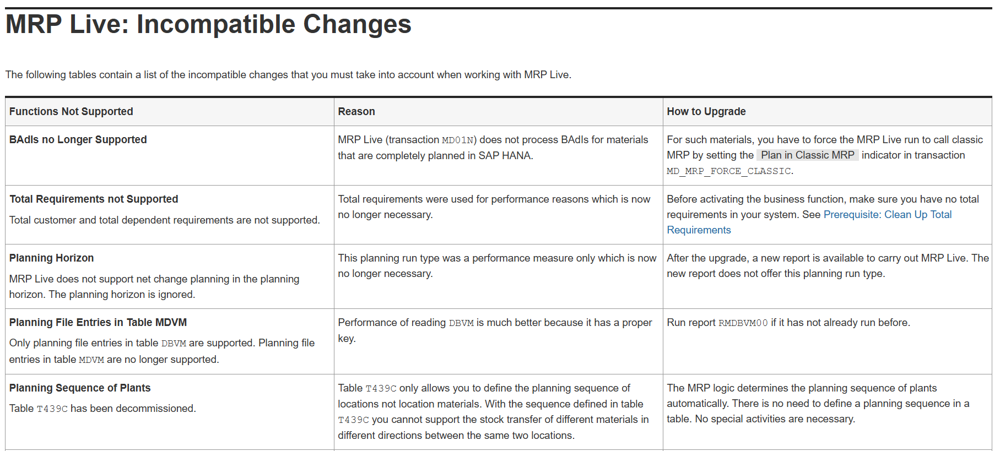 MRP Live: Incompatible Changes
The following tables contain a list of the incompatible changes that you must take into account when working with MRP Live.
Functions Not Supported
Reason
How to Upgrade
BAdIs no Longer Supported
MRP Live (transaction MD01N) does not process BAdIs for materials
that are completely planned in SAP HANA.
For such materials, you have to force the MRP Live run to call classic
MRP by setting the Plan in Classic MRP indicator in transaction
MD_MRP_FORCE_CLASSIC.
Total Requirements not Supported
Total customer and total dependent requirements are not supported.
Total requirements were used for performance reasons which is now
no longer necessary.
Before activating the business function, make sure you have no total
requirements in your system. See Prerequisite: Clean Up Total
Requirements
Planning Horizon
MRP Live does not support net change planning in the planning
horizon. The planning horizon is ignored.
This planning run type was a performance measure only which is now
no longer necessary.
After the upgrade, a new report is available to carry out MRP Live. The
new report does not offer this planning run type.
Planning File Entries in Table MDVM
Only planning file entries in table DBVM are supported. Planning file
entries in table MDVM are no longer supported.
Performance of reading DBVM is much better because it has a proper
key.
Run report RMDBVM00 if it has not already run before.
Planning Sequence of Plants
Table T439C has been decommissioned.
Table T439C only allows you to define the planning sequence of
locations not location materials. With the sequence defined in table
T439C you cannot support the stock transfer of different materials in
different directions between the same two locations.
The MRP logic determines the planning sequence of plants
automatically. There is no need to define a planning sequence in a
table. No special activities are necessary.